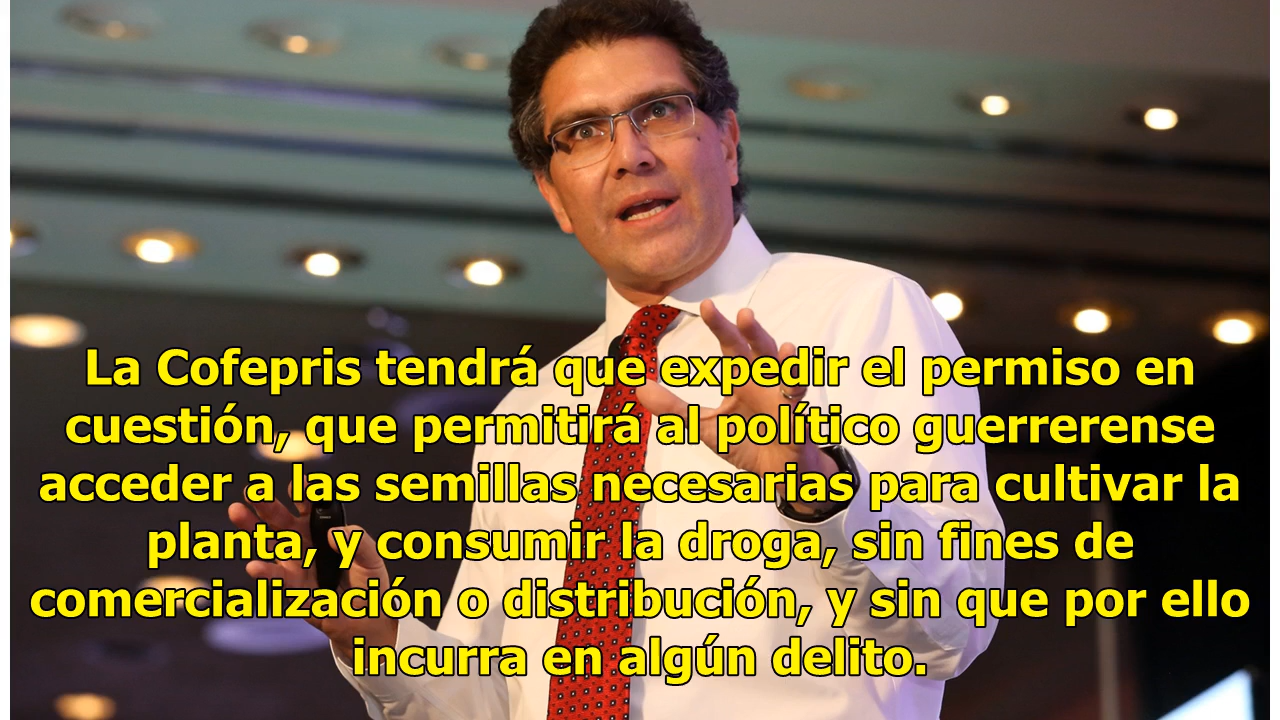 La Cofepris tendrá que expedir el permiso en
cuestión, que permitirá al político guerrerense
acceder a las semillas necesarias para cultivar la
planta, y consumir la droga, sin fines de
comercialización o distribución, y sin que por ello
incurra en algún delito.